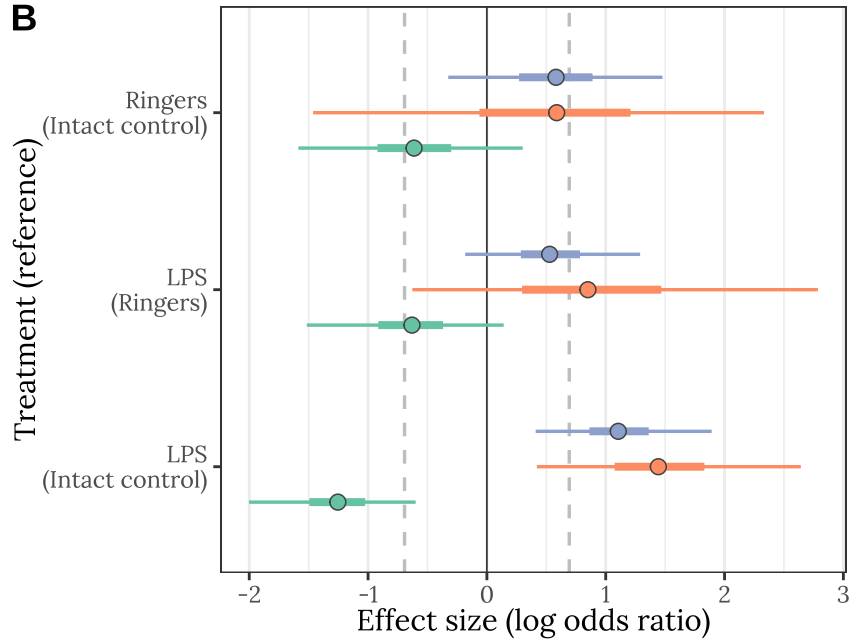 B
Treatment (reference)
Ringers
(Intact control)
LPS
(Ringers)
LPS
(Intact control)
-2 -1 0 1 2 3
Effect size (log odds ratio)